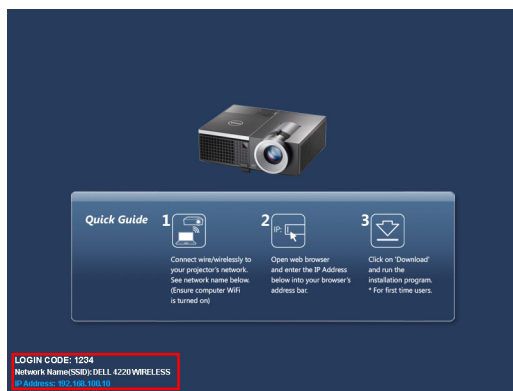 Quick Guide
1
Connect wire/wirelessly to
your projector's network.
See network name below.
(Ensure computer WiFi
is turned on)
2
IP:
Open web browser
and enter the IP Address
below into your browser's
address bar.
3
Click on 'Download'
and run the
installation program.
* For first time users.
LOGIN CODE: 1234
Network Name(SSID):DELL 4220 WIRELESS
IP Address: 192.168.100.10